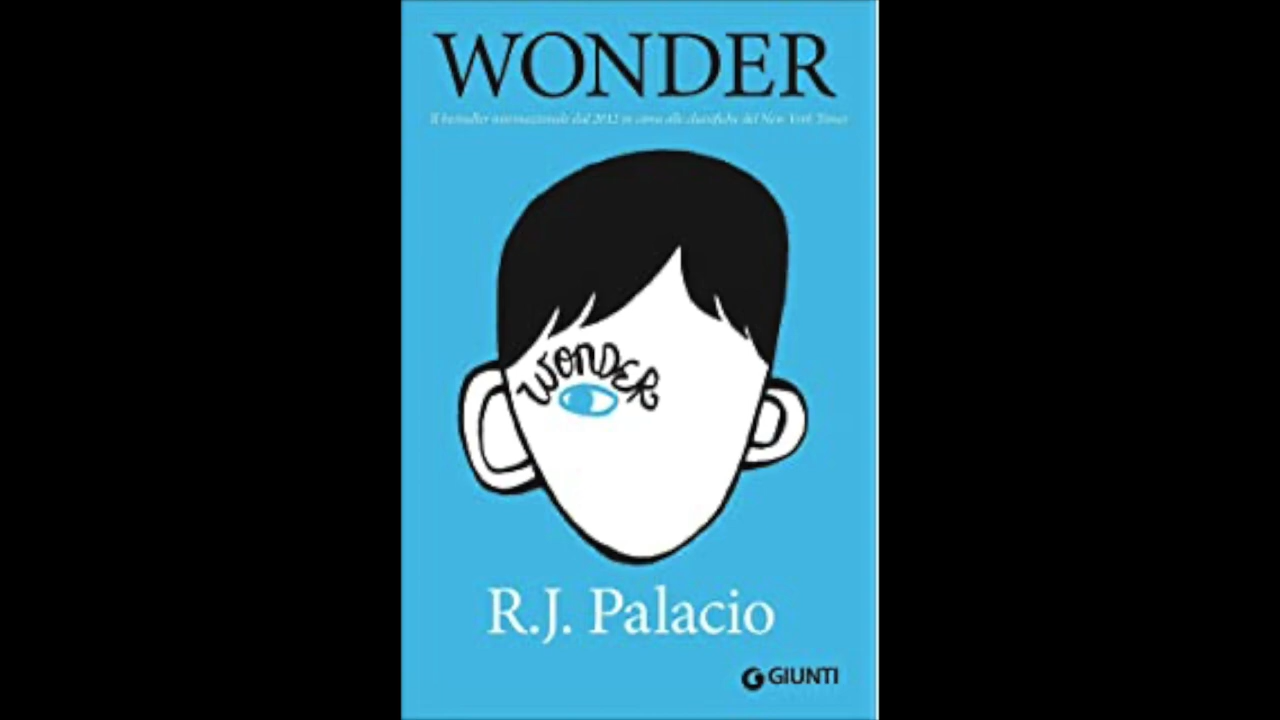 WONDER
Il bestseller internazionale dal 2012 in cima alle classifiche del New York Times
WONDER
R.J. Palacio
GIUNTI